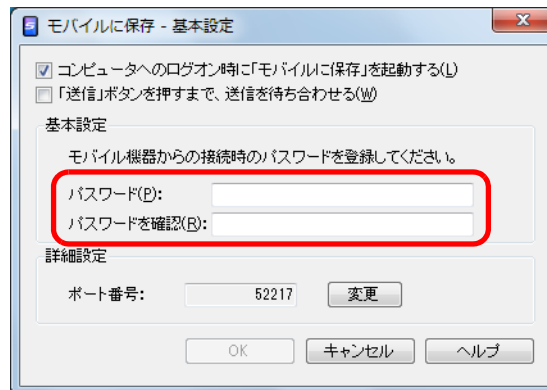 モバイルに保存 - 基本設定
コンピュータへのログオン時に「モバイルに保存」を起動する(L)
「送信」ボタンを押すまで、送信を待ち合わせる(W)
基本設定
モバイル機器からの接続時のパスワードを登録してください。
パスワード(P):
パスワードを確認(R):
詳細設定
ポート番号: 52217 変更
OK キャンセル ヘルプ